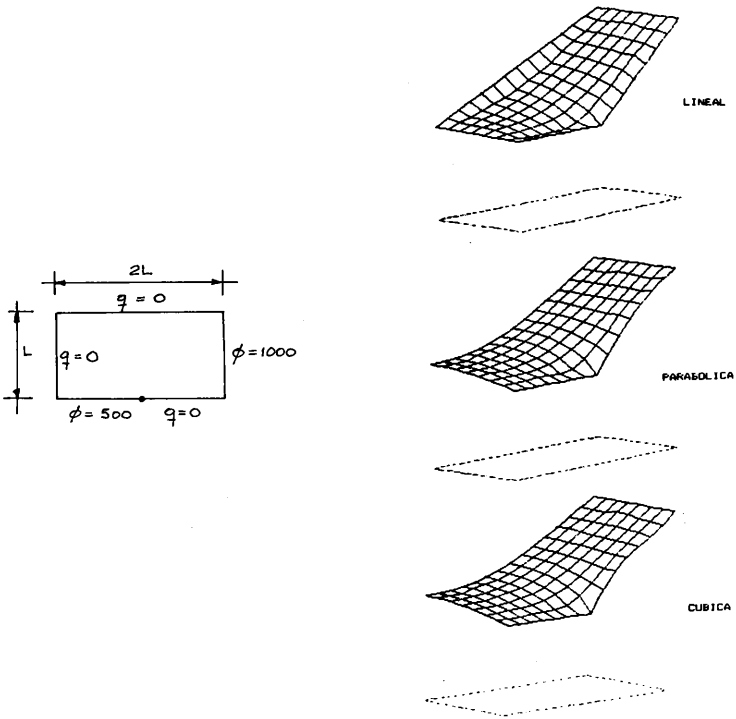 2L
q = 0
L
q=0
φ=1000
φ= 500
q=0
LINEAL
PARABOLICA
CUBICA